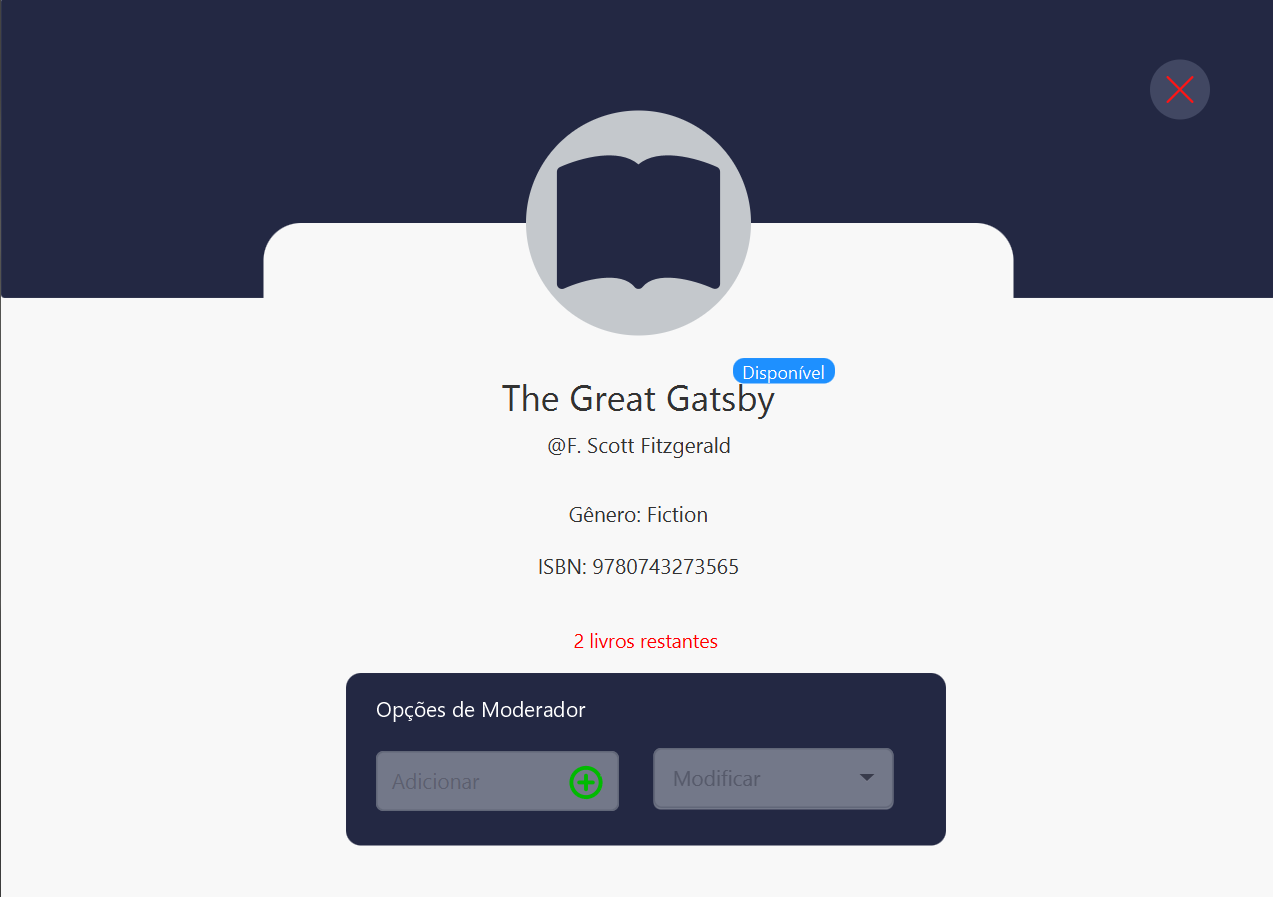 Disponível
The Great Gatsby
@F. Scott Fitzgerald
Gênero: Fiction
ISBN: 9780743273565
2 livros restantes
Opções de Moderador
Adicionar
Modificar